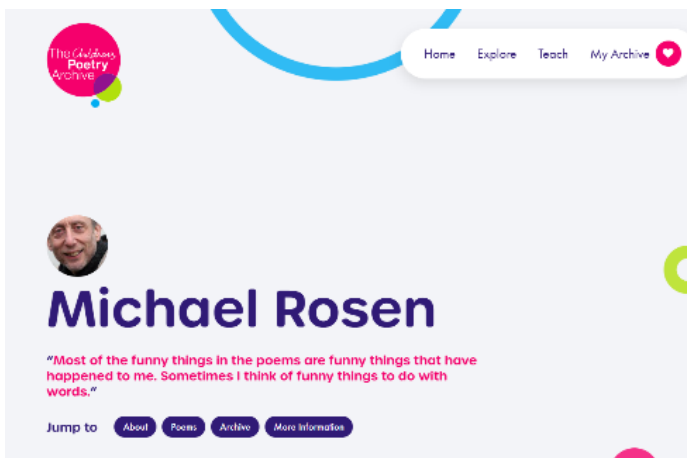 The Childrens
Poetry
Archive
Home Explore Teach My Archive
Michael Rosen
“Most of the funny things in the poems are funny things that have
happened to me. Sometimes I think of funny things to do with
words.“
Jump to About Poems Archive More Information